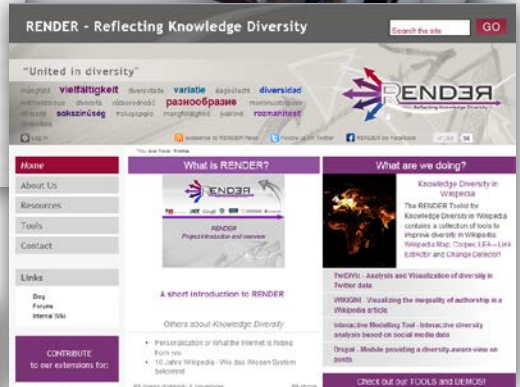 RENDER - Reflecting Knowledge Diversity
Search the site
GO
"United in diversity"
vielfältigkeit variatie diversidad
разнообразие
sokszínűség rozmanitost
RENDER
Reflecting Knowledge Diversity
Log in
Subscribe to RENDER news
Follow us on Twitter
RENDER on Facebook
You are here: Home
Home
About Us
Resources
Tools
Contact
Links
Blog
Forums
Internal Wiki
CONTRIBUTE
to our extensions for:
What is RENDER?
RENDER
RENDER
Project introduction and overview
A short introduction to RENDER
Others about Knowledge Diversity
Personalization or What the Internet is hiding
from you
10 Jahre Wikipedia - Wie das Wissen System
bekommt
What are we doing?
Knowledge Diversity in
Wikipedia
The RENDER Toolkit for
Knowledge Diversity in Wikipedia
contains a collection of tools to
improve diversity in Wikipedia:
Wikipedia Map, Corpex, LEA – Link
Extractor and Change Detector!
TwiDiViz - Analysis and Visualization of diversity in
Twitter data
WIKIGINI - Visualizing the inequality of authorship in a
Wikipedia article
Interactive Modelling Tool - Interactive diversity
analysis based on social media data
Drupal - Module providing a diversity-aware view on
posts
Check out our TOOLS and DEMOS!